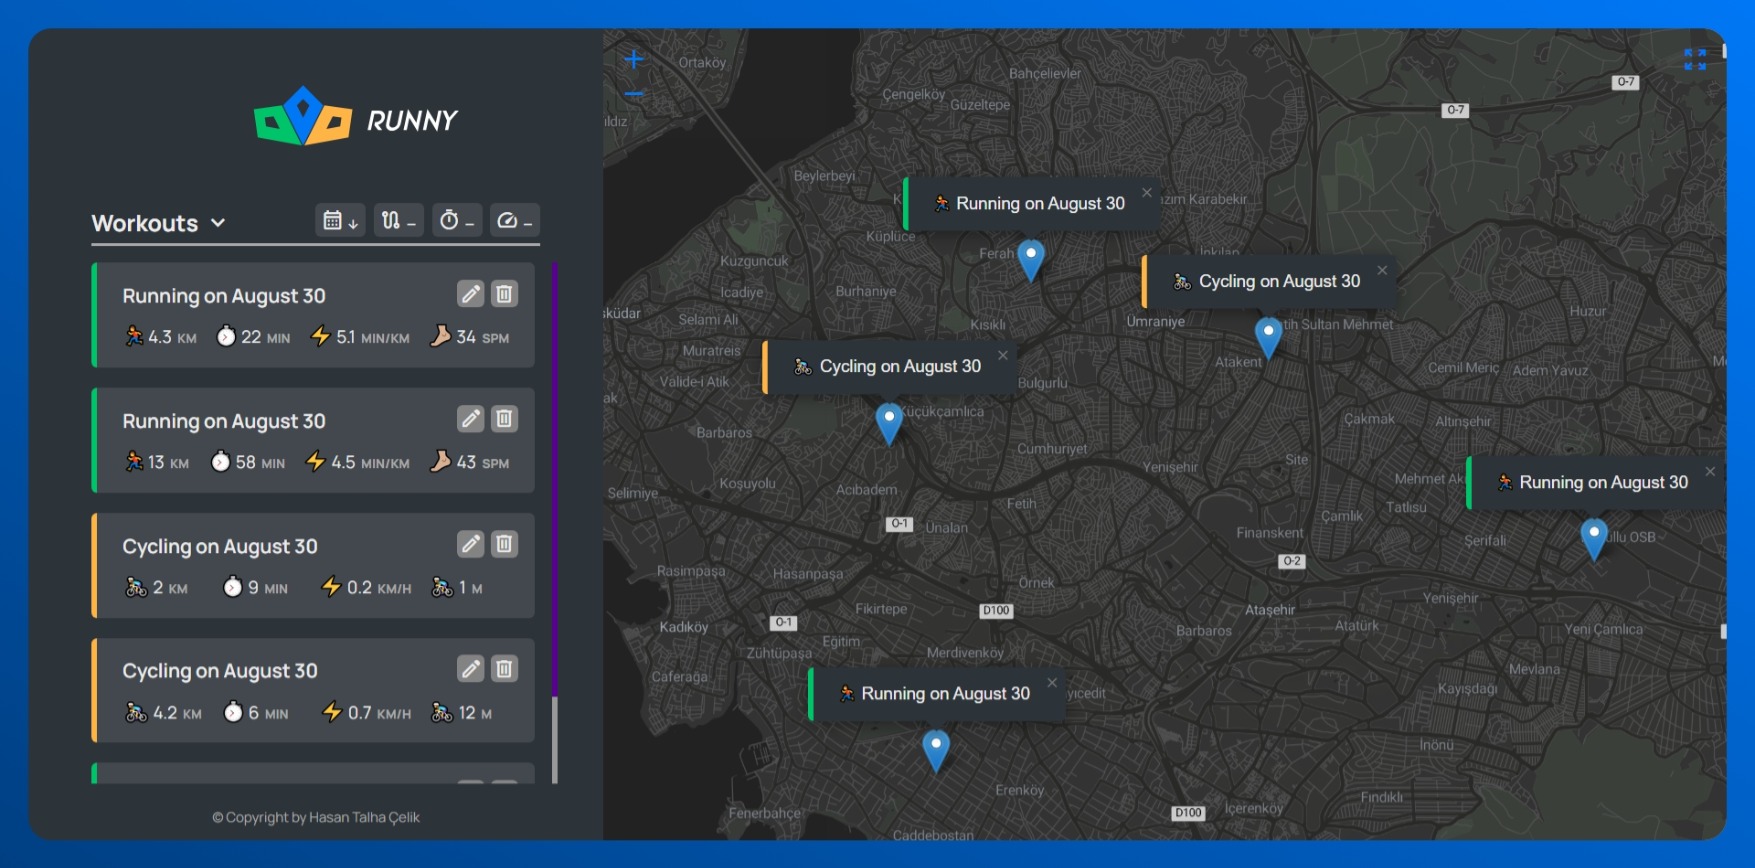 RUNNY
Workouts
Running on August 30
4.3 KM 22 MIN 5.1 MIN/KM 34 SPM
Running on August 30
13 KM 58 MIN 4.5 MIN/KM 43 SPM
Cycling on August 30
2 KM 9 MIN 0.2 KM/H 1 M
Cycling on August 30
4.2 KM 6 MIN 0.7 KM/H 12 M
© Copyright by Hasan Talha Çelik
+
−
Ortaköy
Bahçelievler
Çengelköy
Güzeltepe
O-7
O-7
ıldız
Beylerbeyi
Running on August 30
×
zım Karabekir
Küplüce
Ferah
İnkılap
Kuzguncuk
Cycling on August 30
×
İcadiye
Burhaniye
sküdar
Selami Ali
Kısıklı
Ümraniye
tih Sultan Mehmet
Huzur
Muratreis
Cycling on August 30
×
Atakent
Cemil Meriç
Adem Yavuz
Valide-i Atik
Bulgurlu
Küçükçamlıca
Çakmak
Altınşehir
Barbaros
Cumhuriyet
Yenişehir
Site
Koşuyolu
Acıbadem
Selimiye
Fetih
Mehmet Ak
Running on August 30
×
Tatlısu
Çamlık
O-1
Ünalan
Finanskent
Şerifali
ullu OSB
O-2
Rasimpaşa
Hasanpaşa
Örnek
Yenişehir
Fikirtepe
D100
Ataşehir
O-1
Kadıköy
Eğitim
Barbaros
Atatürk
Yeni Çamlıca
Zühtüpaşa
Merdivenköy
Caferağa
Running on August 30
×
yıcedit
Mevlana
Kayışdağı
İnönü
Erenköy
Fındıklı
Fenerbahçe
D100
İçerenköy
Caddebostan